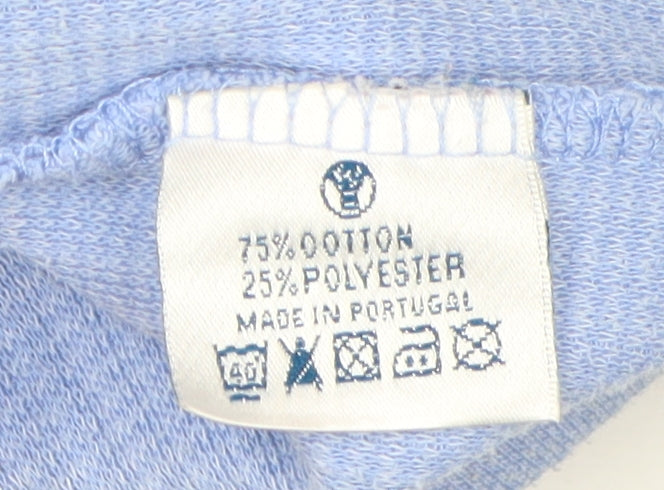 75% COTTON
25% POLYESTER
MADE IN PORTUGAL
40°